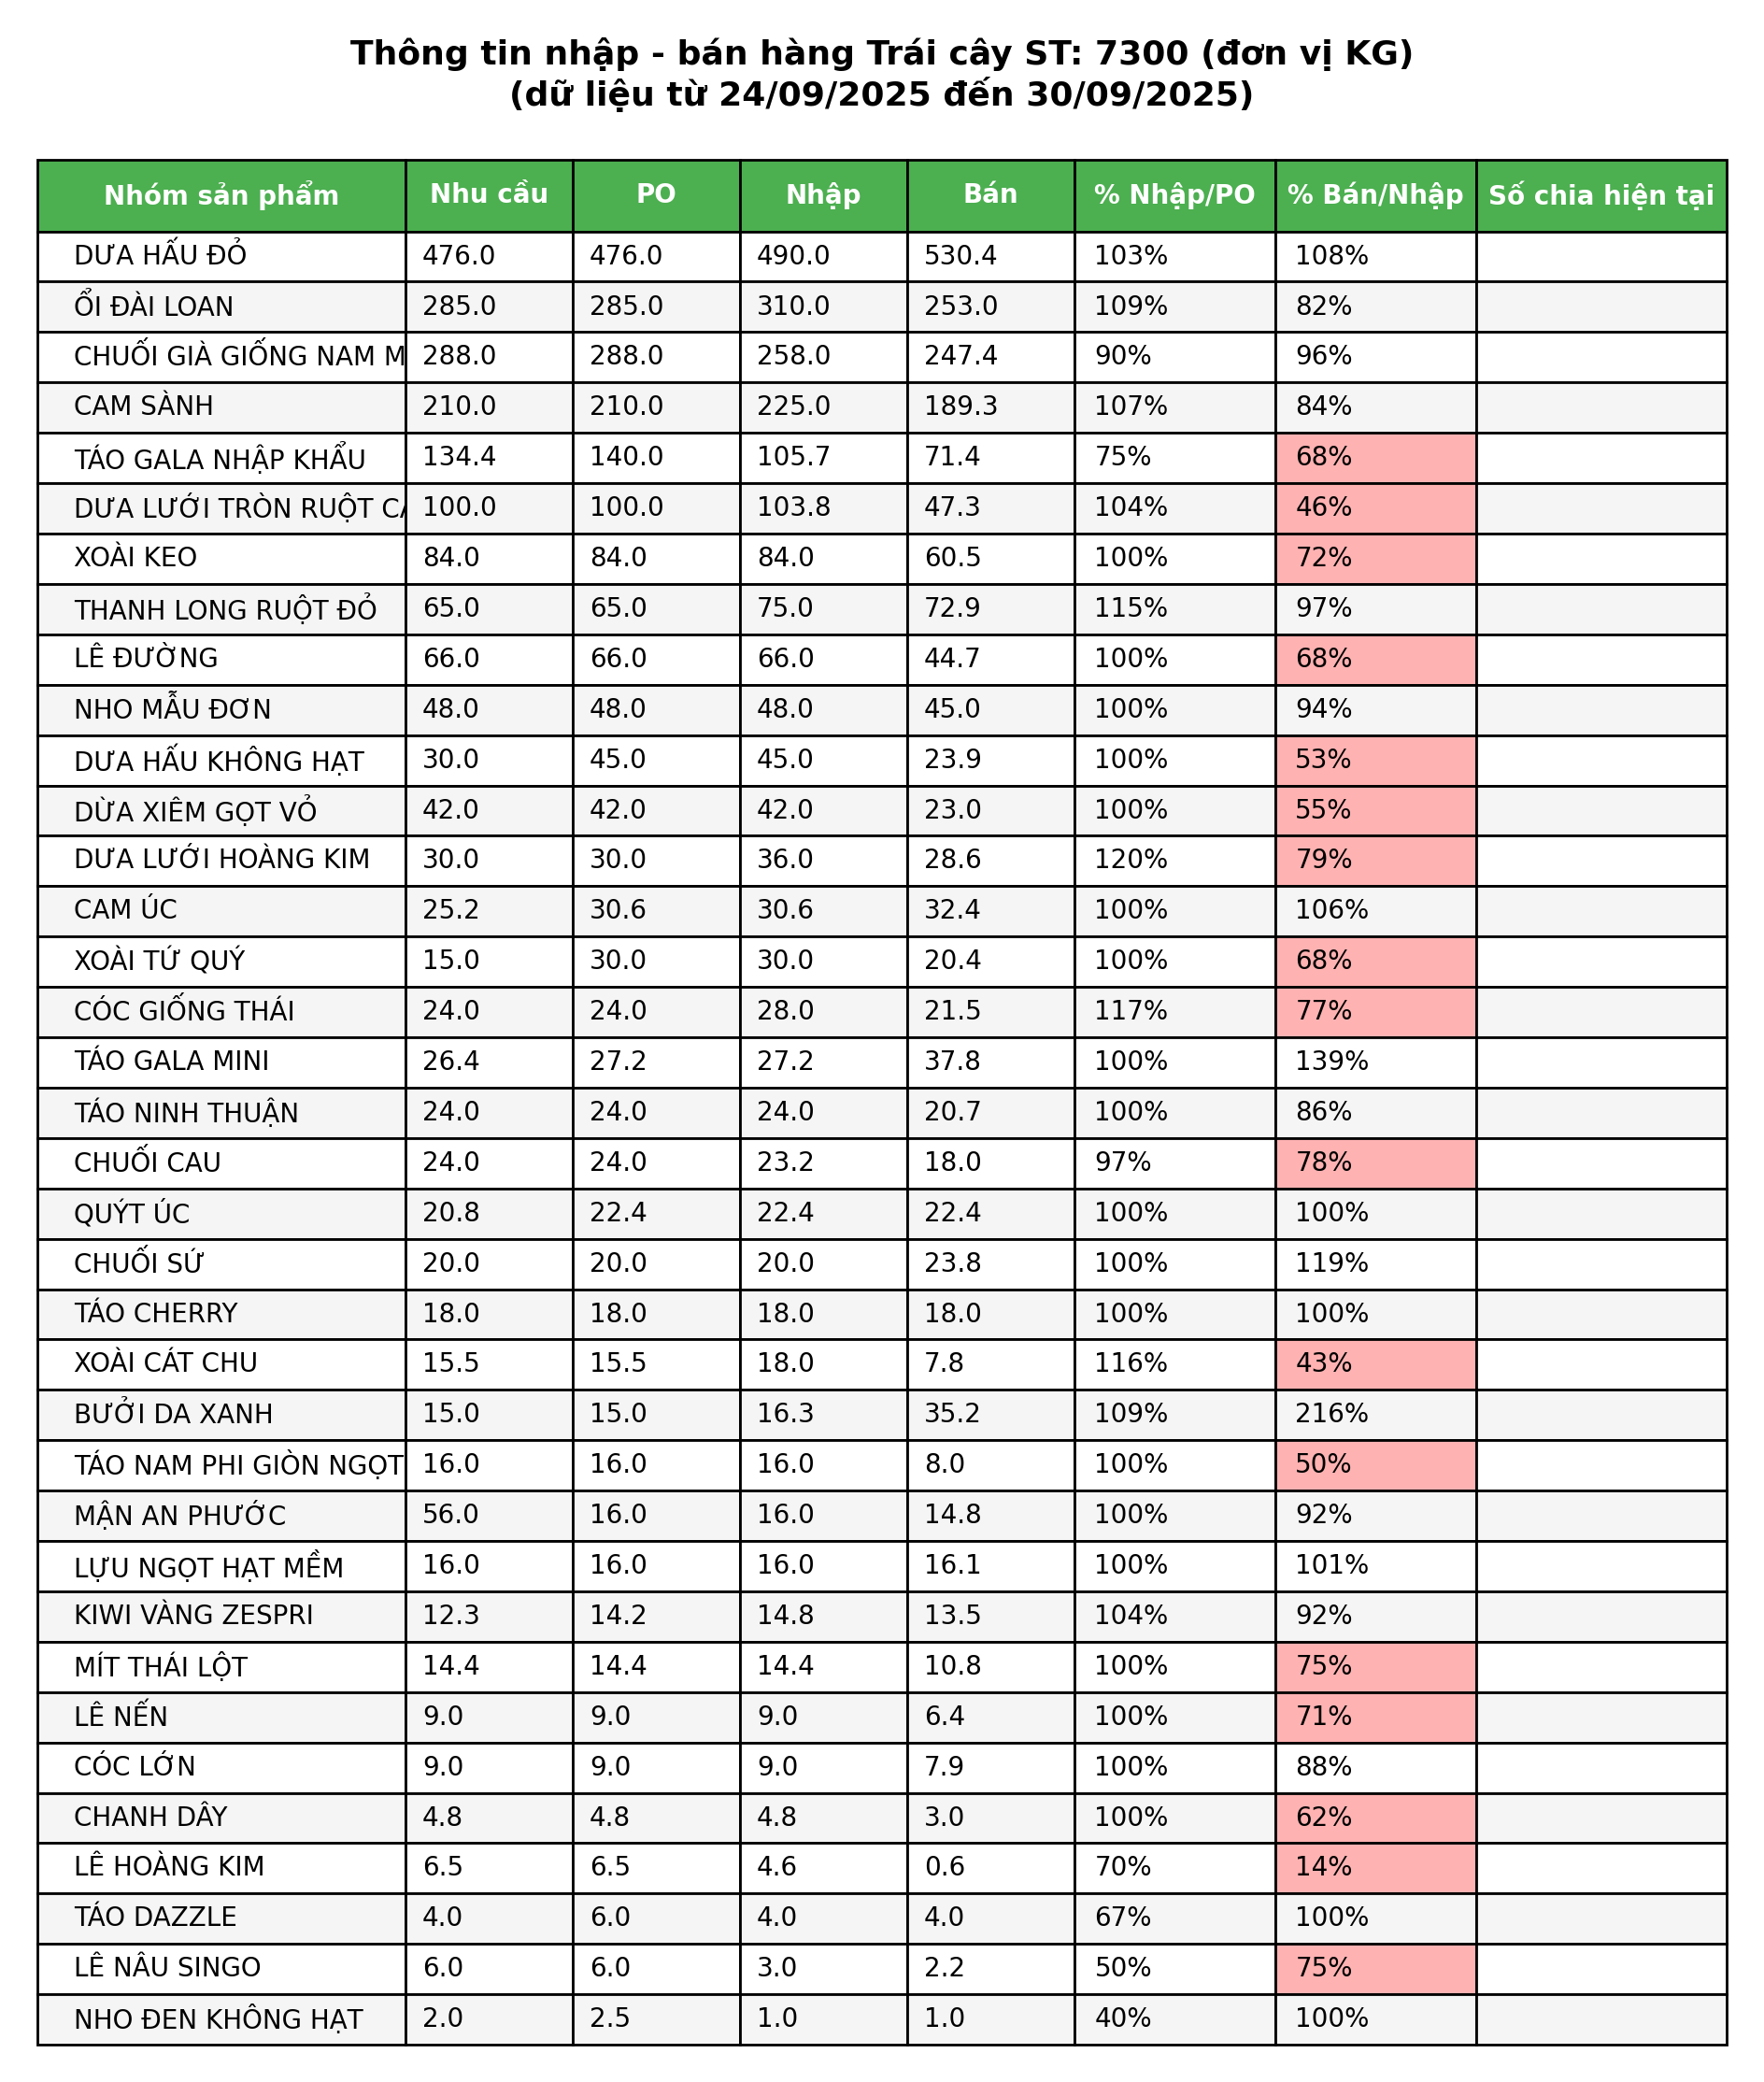 Thông tin nhập - bán hàng Trái cây ST: 7300 (đơn vị KG)
(dữ liệu từ 24/09/2025 đến 30/09/2025)
Nhóm sản phẩm Nhu cầu PO Nhập Bán % Nhập/PO % Bán/Nhập Số chia hiện tại
DƯA HẤU ĐỎ 476.0 476.0 490.0 530.4 103% 108%
ỔI ĐÀI LOAN 285.0 285.0 310.0 253.0 109% 82%
CHUỐI GIÀ GIỐNG NAM M 288.0 288.0 258.0 247.4 90% 96%
CAM SÀNH 210.0 210.0 225.0 189.3 107% 84%
TÁO GALA NHẬP KHẨU 134.4 140.0 105.7 71.4 75% 68%
DƯA LƯỚI TRÒN RUỘT CA 100.0 100.0 103.8 47.3 104% 46%
XOÀI KEO 84.0 84.0 84.0 60.5 100% 72%
THANH LONG RUỘT ĐỎ 65.0 65.0 75.0 72.9 115% 97%
LÊ ĐƯỜNG 66.0 66.0 66.0 44.7 100% 68%
NHO MẪU ĐƠN 48.0 48.0 48.0 45.0 100% 94%
DƯA HẤU KHÔNG HẠT 30.0 45.0 45.0 23.9 100% 53%
DỪA XIÊM GỌT VỎ 42.0 42.0 42.0 23.0 100% 55%
DƯA LƯỚI HOÀNG KIM 30.0 30.0 36.0 28.6 120% 79%
CAM ÚC 25.2 30.6 30.6 32.4 100% 106%
XOÀI TỨ QUÝ 15.0 30.0 30.0 20.4 100% 68%
CÓC GIỐNG THÁI 24.0 24.0 28.0 21.5 117% 77%
TÁO GALA MINI 26.4 27.2 27.2 37.8 100% 139%
TÁO NINH THUẬN 24.0 24.0 24.0 20.7 100% 86%
CHUỐI CAU 24.0 24.0 23.2 18.0 97% 78%
QUÝT ÚC 20.8 22.4 22.4 22.4 100% 100%
CHUỐI SỨ 20.0 20.0 20.0 23.8 100% 119%
TÁO CHERRY 18.0 18.0 18.0 18.0 100% 100%
XOÀI CÁT CHU 15.5 15.5 18.0 7.8 116% 43%
BƯỞI DA XANH 15.0 15.0 16.3 35.2 109% 216%
TÁO NAM PHI GIÒN NGỌT 16.0 16.0 16.0 8.0 100% 50%
MẬN AN PHƯỚC 56.0 16.0 16.0 14.8 100% 92%
LỰU NGỌT HẠT MỀM 16.0 16.0 16.0 16.1 100% 101%
KIWI VÀNG ZESPRI 12.3 14.2 14.8 13.5 104% 92%
MÍT THÁI LỘT 14.4 14.4 14.4 10.8 100% 75%
LÊ NẾN 9.0 9.0 9.0 6.4 100% 71%
CÓC LỚN 9.0 9.0 9.0 7.9 100% 88%
CHANH DÂY 4.8 4.8 4.8 3.0 100% 62%
LÊ HOÀNG KIM 6.5 6.5 4.6 0.6 70% 14%
TÁO DAZZLE 4.0 6.0 4.0 4.0 67% 100%
LÊ NÂU SINGO 6.0 6.0 3.0 2.2 50% 75%
NHO ĐEN KHÔNG HẠT 2.0 2.5 1.0 1.0 40% 100%